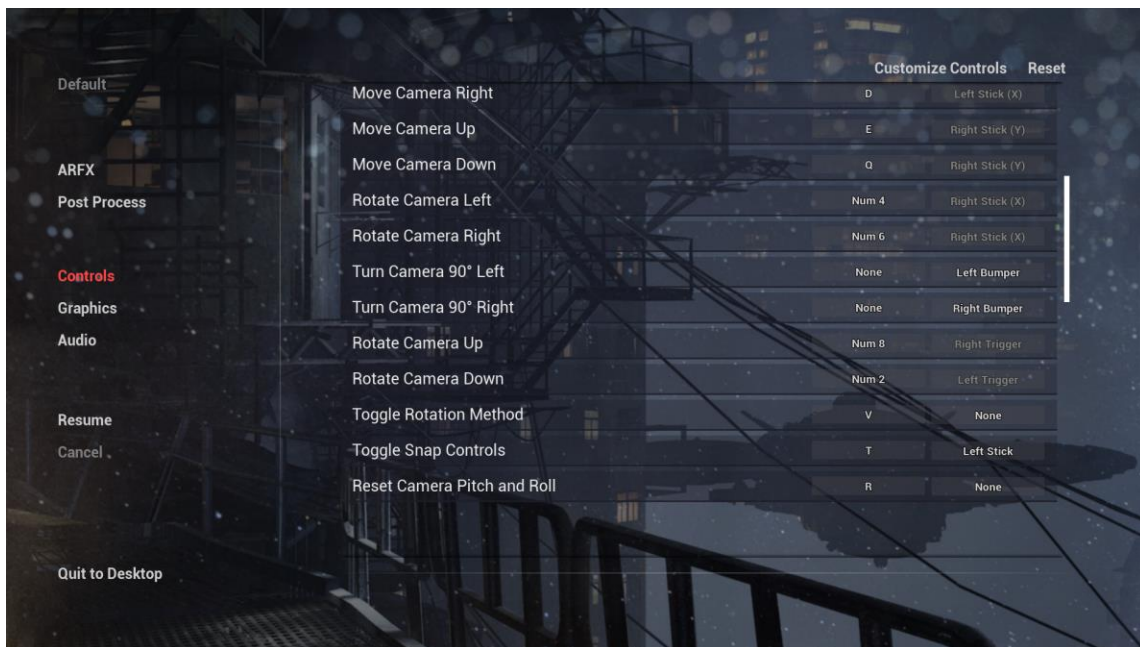 Customize Controls Reset
Default
Move Camera Right D Left Stick (X)
Move Camera Up E Right Stick (Y)
Move Camera Down Q Right Stick (Y)
ARFX
Post Process
Rotate Camera Left Num 4 Right Stick (X)
Rotate Camera Right Num 6 Right Stick (X)
Controls
Turn Camera 90° Left None Left Bumper
Graphics
Turn Camera 90° Right None Right Bumper
Audio
Rotate Camera Up Num 8 Right Trigger
Rotate Camera Down Num 2 Left Trigger
Resume
Toggle Rotation Method V None
Cancel
Toggle Snap Controls T Left Stick
Reset Camera Pitch and Roll R None
Quit to Desktop